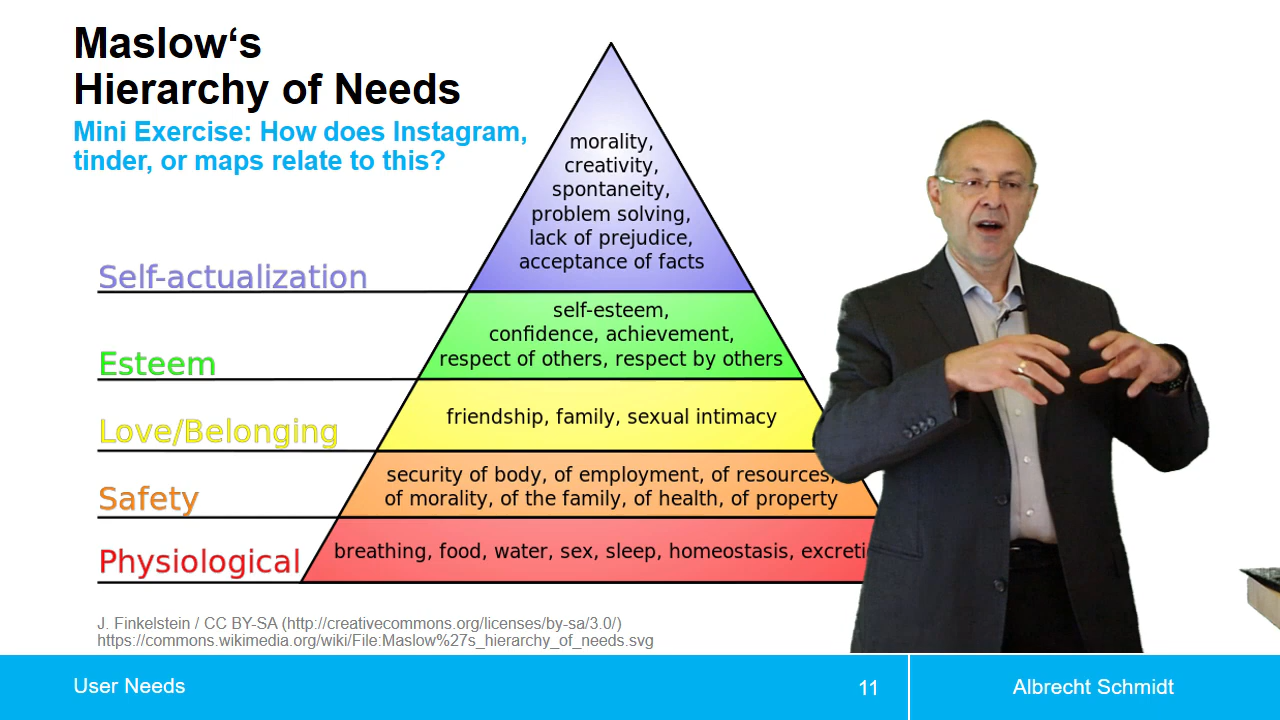 Maslow‘s
Hierarchy of Needs
Mini Exercise: How does Instagram,
tinder, or maps relate to this?
morality,
creativity,
spontaneity,
problem solving,
lack of prejudice,
acceptance of facts
Self-actualization
self-esteem,
confidence, achievement,
respect of others, respect by others
Esteem
friendship, family, sexual intimacy
Love/Belonging
security of body, of employment, of resources,
of morality, of the family, of health, of property
Safety
breathing, food, water, sex, sleep, homeostasis, excreti
Physiological
J. Finkelstein / CC BY-SA (http://creativecommons.org/licenses/by-sa/3.0/)
https://commons.wikimedia.org/wiki/File:Maslow%27s_hierarchy_of_needs.svg
User Needs
11
Albrecht Schmidt